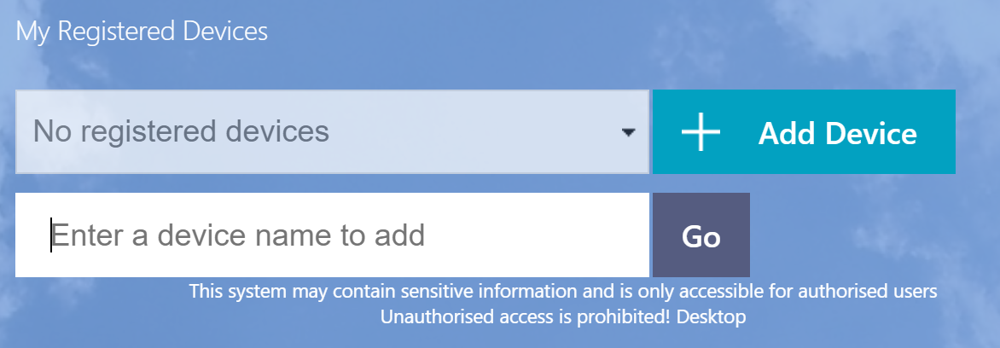 My Registered Devices
No registered devices
Add Device
Enter a device name to add
Go
This system may contain sensitive information and is only accessible for authorised users
Unauthorised access is prohibited! Desktop